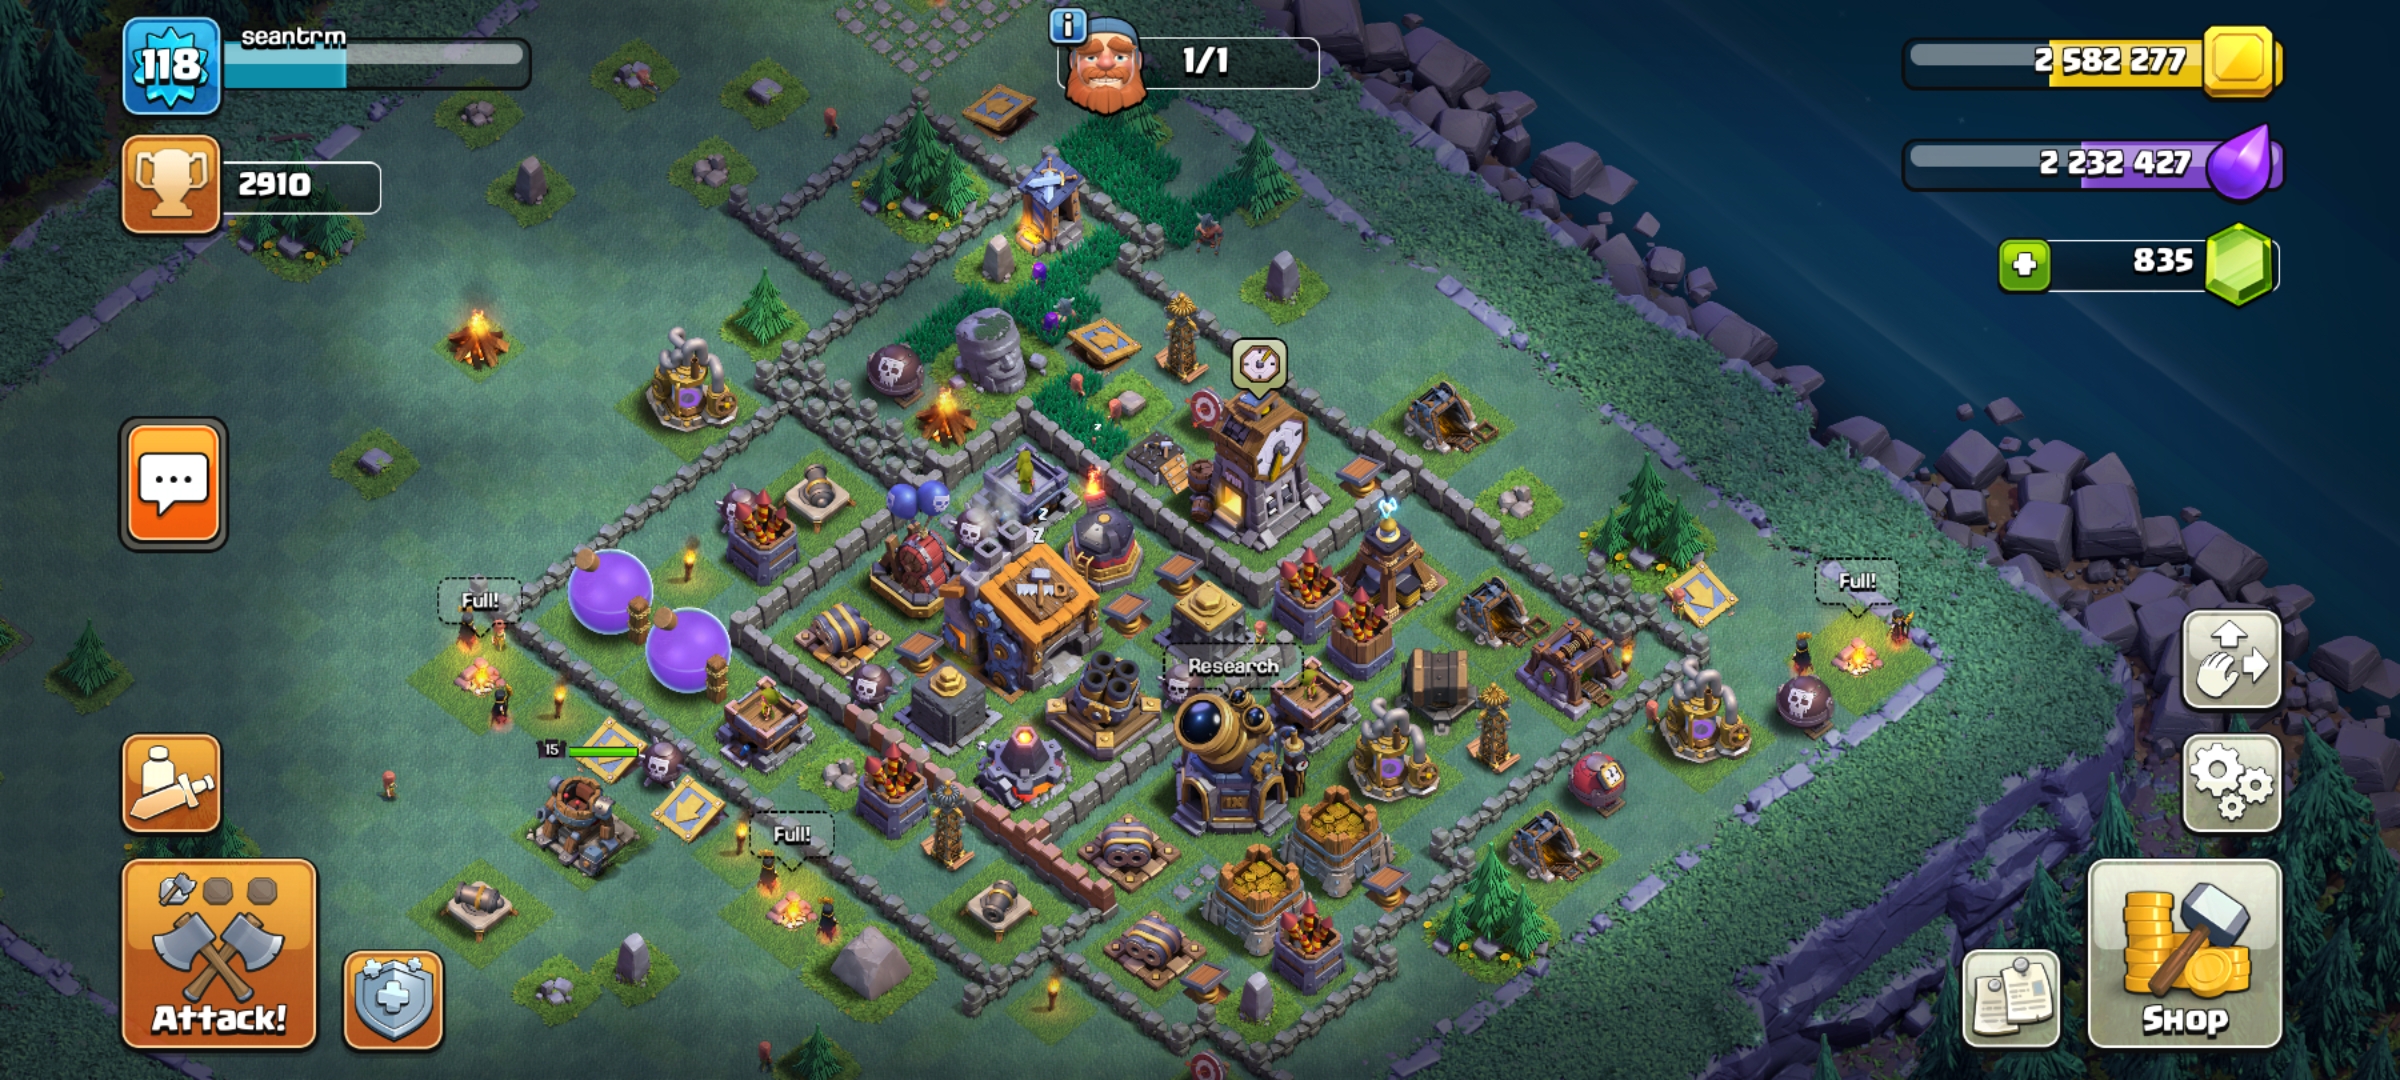 118
seantrm
1/1
2 582 277
2910
2 232 427
835
z
z
z
Full!
Full!
Research
15
Full!
Attack!
Shop